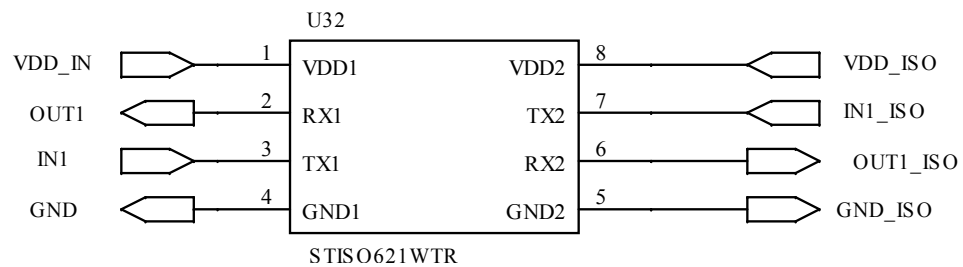 U32
VDD_IN 1 VDD1 VDD2 8 VDD_ISO
OUT1 2 RX1 TX2 7 IN1_ISO
IN1 3 TX1 RX2 6 OUT1_ISO
GND 4 GND1 GND2 5 GND_ISO
STISO621WTR